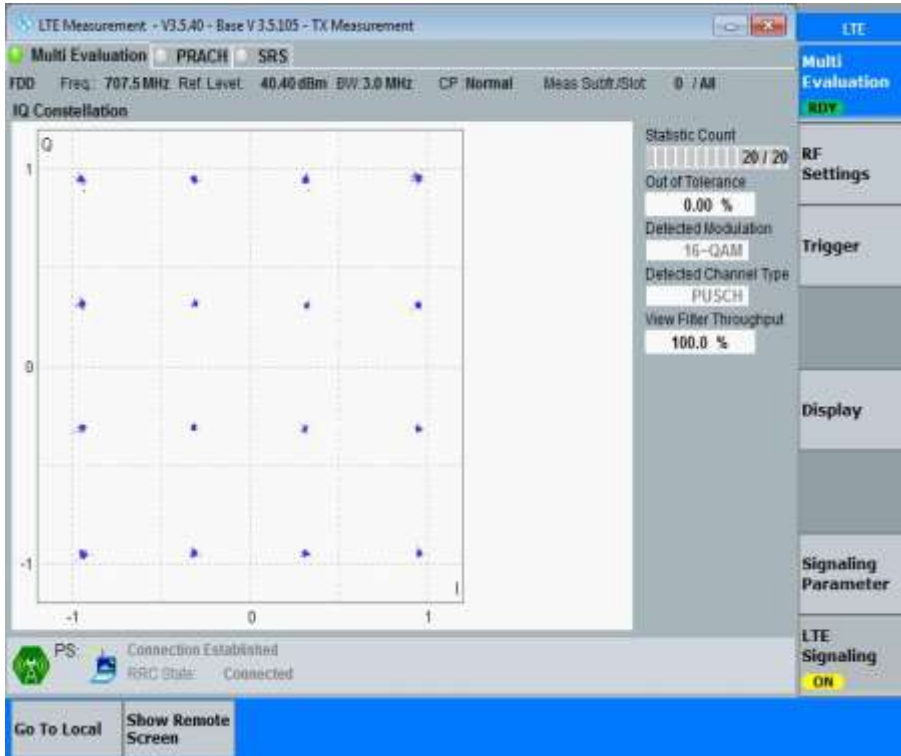 LTE Measurement - V3.5.40 - Base V 3.5.105 - TX Measurement
LTE
Multi Evaluation PRACH SRS
Multi Evaluation
RDY
FDD Freq.: 707.5 MHz Ref. Level: 40.40 dBm BW: 3.0 MHz CP: Normal Meas Subfr./Slot: 0 / All
IQ Constellation
Q
1
0
-1
-1 0 1
I
Statistic Count
20 / 20
Out of Tolerance
0.00 %
Detected Modulation
16-QAM
Detected Channel Type
PUSCH
View Filter Throughput
100.0 %
RF
Settings
Trigger
Display
Signaling
Parameter
LTE
Signaling
ON
PS: Connection Established
RRC State: Connected
Go To Local
Show Remote
Screen